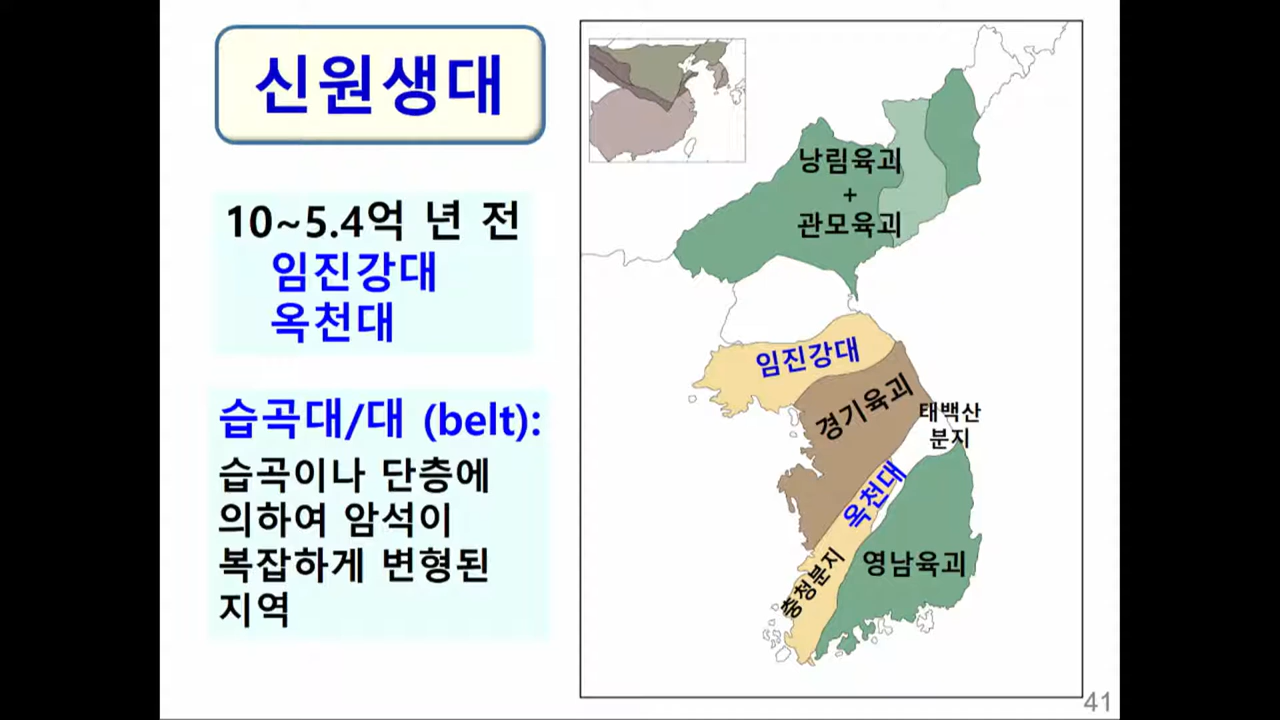 신원생대
10~5.4억 년 전
임진강대
옥천대
습곡대/대 (belt):
습곡이나 단층에
의하여 암석이
복잡하게 변형된
지역
낭림육괴
+
관모육괴
임진강대
경기육괴
태백산
분지
옥천대
충청분지
영남육괴
41